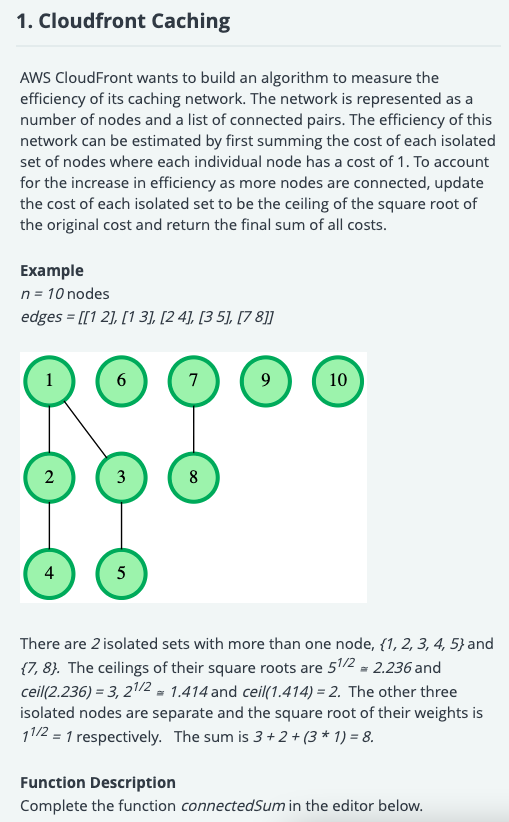 1. Cloudfront Caching
AWS CloudFront wants to build an algorithm to measure the
efficiency of its caching network. The network is represented as a
number of nodes and a list of connected pairs. The efficiency of this
network can be estimated by first summing the cost of each isolated
set of nodes where each individual node has a cost of 1. To account
for the increase in efficiency as more nodes are connected, update
the cost of each isolated set to be the ceiling of the square root of
the original cost and return the final sum of all costs.
Example
n = 10 nodes
edges = [[1 2], [1 3], [2 4], [3 5], [7 8]]
1 6 7 9 10
2 3 8
4 5
There are 2 isolated sets with more than one node, {1, 2, 3, 4, 5} and
{7, 8}. The ceilings of their square roots are 5^1/2 ≅ 2.236 and
ceil(2.236) = 3, 2^1/2 ≅ 1.414 and ceil(1.414) = 2. The other three
isolated nodes are separate and the square root of their weights is
1^1/2 = 1 respectively. The sum is 3 + 2 + (3 * 1) = 8.
Function Description
Complete the function connectedSum in the editor below.